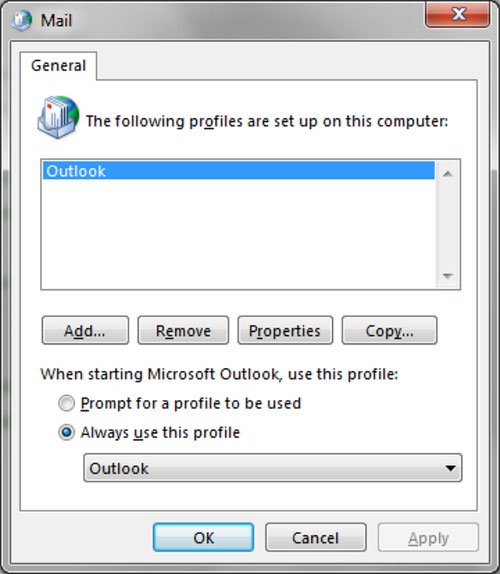 Mail
General
The following profiles are set up on this computer:
Outlook
Add...
Remove
Properties
Copy...
When starting Microsoft Outlook, use this profile:
Prompt for a profile to be used
Always use this profile
Outlook
OK
Cancel
Apply